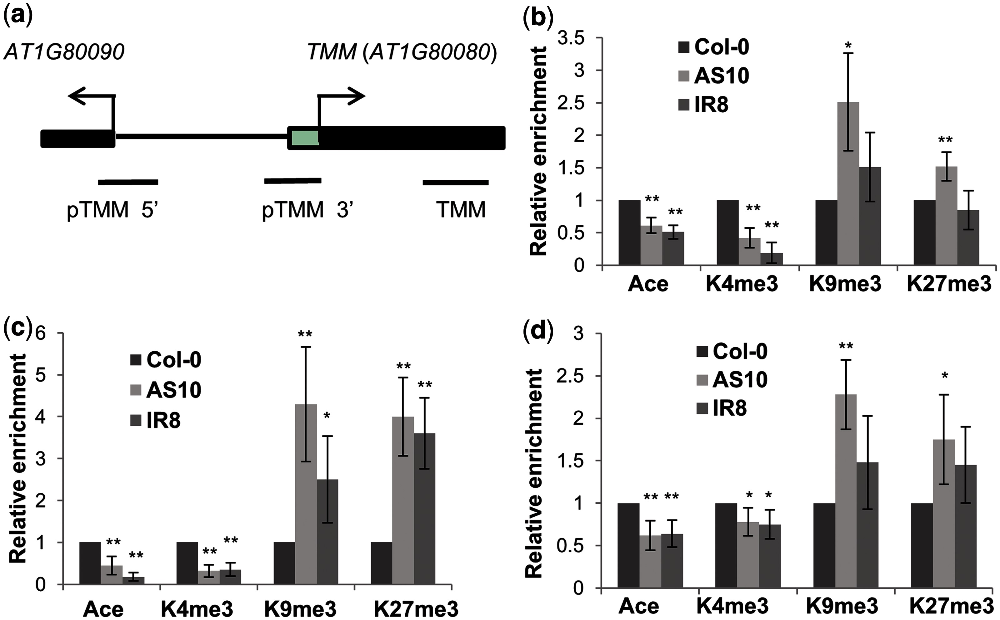 (a)
AT1G80090 TMM (AT1G80080)
pTMM 5’ pTMM 3’ TMM
(b)
Relative enrichment
3.5
3
2.5
2
1.5
1
0.5
0
Col-0
AS10
IR8
** ** ** ** * **
Ace K4me3 K9me3 K27me3
(c)
Relative enrichment
6
5
4
3
2
1
0
Col-0
AS10
IR8
** ** ** ** ** * ** **
Ace K4me3 K9me3 K27me3
(d)
Relative enrichment
3
2.5
2
1.5
1
0.5
0
Col-0
AS10
IR8
** ** * * ** *
Ace K4me3 K9me3 K27me3